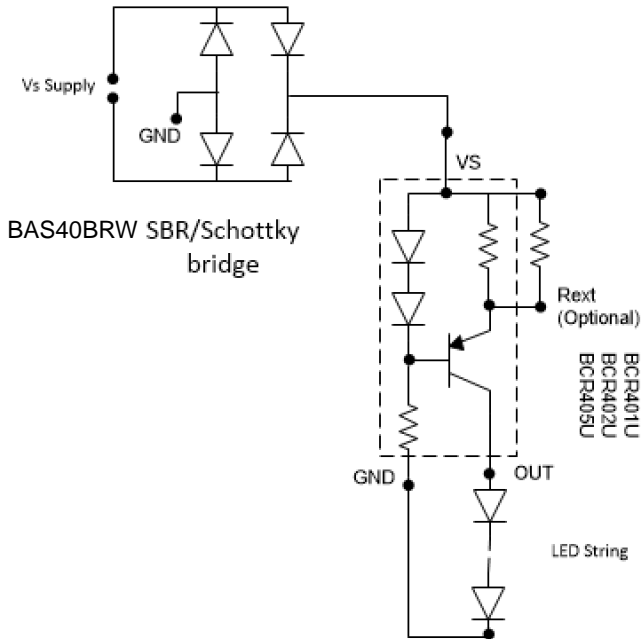 Vs Supply
GND
VS
BAS40BRW SBR/Schottky
bridge
Rext
(Optional)
BCR401U
BCR402U
BCR405U
GND
OUT
LED String